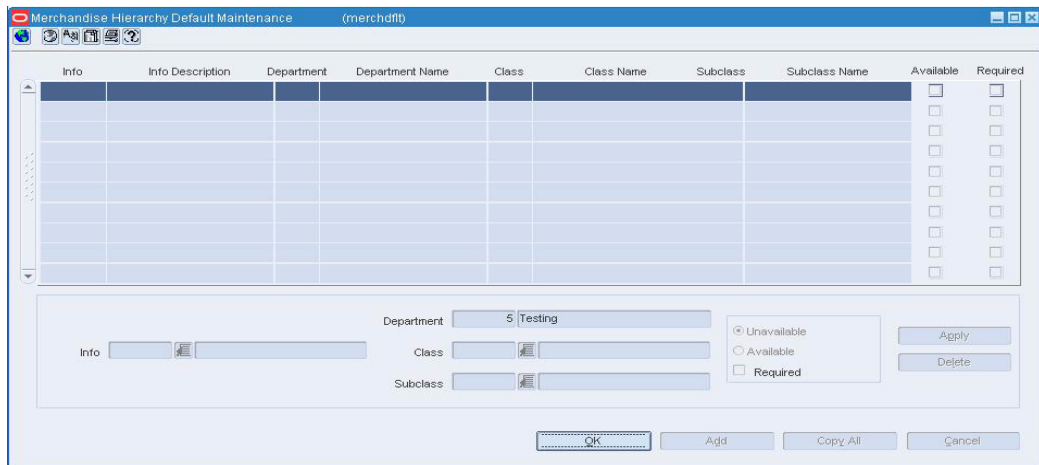 Merchandise Hierarchy Default Maintenance (merchdflt)
Info Info Description Department Department Name Class Class Name Subclass Subclass Name Available Required
Department 5 Testing
Unavailable
Apply
Info Class
Available
Delete
Required
Subclass
OK Add Copy All Cancel